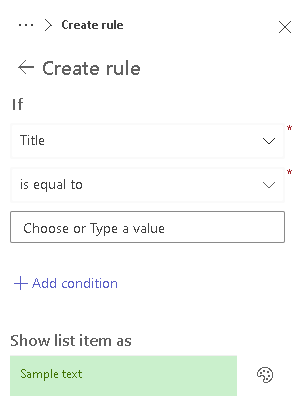 ··· > Create rule
Create rule
If
Title *
is equal to *
Choose or Type a value
+ Add condition
Show list item as
Sample text